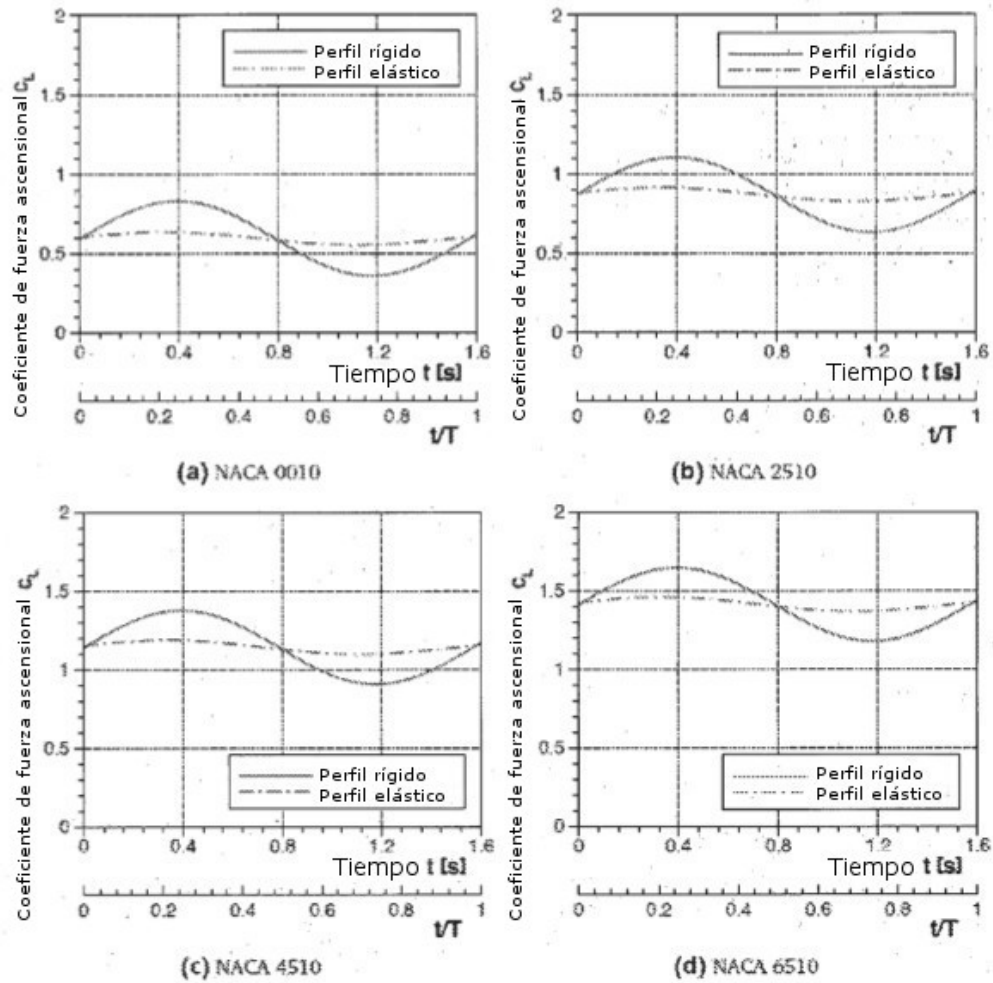 Coeficiente de fuerza ascensional C_L
2
1.5
1
0.5
0
Perfil rígido
Perfil elástico
0 0.4 0.8 1.2 1.6
Tiempo t [s]
0 0.2 0.4 0.6 0.8 1
t/T
(a) NACA 0010
Coeficiente de fuerza ascensional C_L
2
1.5
1
0.5
0
Perfil rígido
Perfil elástico
0 0.4 0.8 1.2 1.6
Tiempo t [s]
0 0.2 0.4 0.6 0.8 1
t/T
(b) NACA 2510
Coeficiente de fuerza ascensional C_L
2
1.5
1
0.5
0
Perfil rígido
Perfil elástico
0 0.4 0.8 1.2 1.6
Tiempo t [s]
0 0.2 0.4 0.6 0.8 1
t/T
(c) NACA 4510
Coeficiente de fuerza ascensional C_L
2
1.5
1
0.5
0
Perfil rígido
Perfil elástico
0 0.4 0.8 1.2 1.6
Tiempo t [s]
0 0.2 0.4 0.6 0.8 1
t/T
(d) NACA 6510